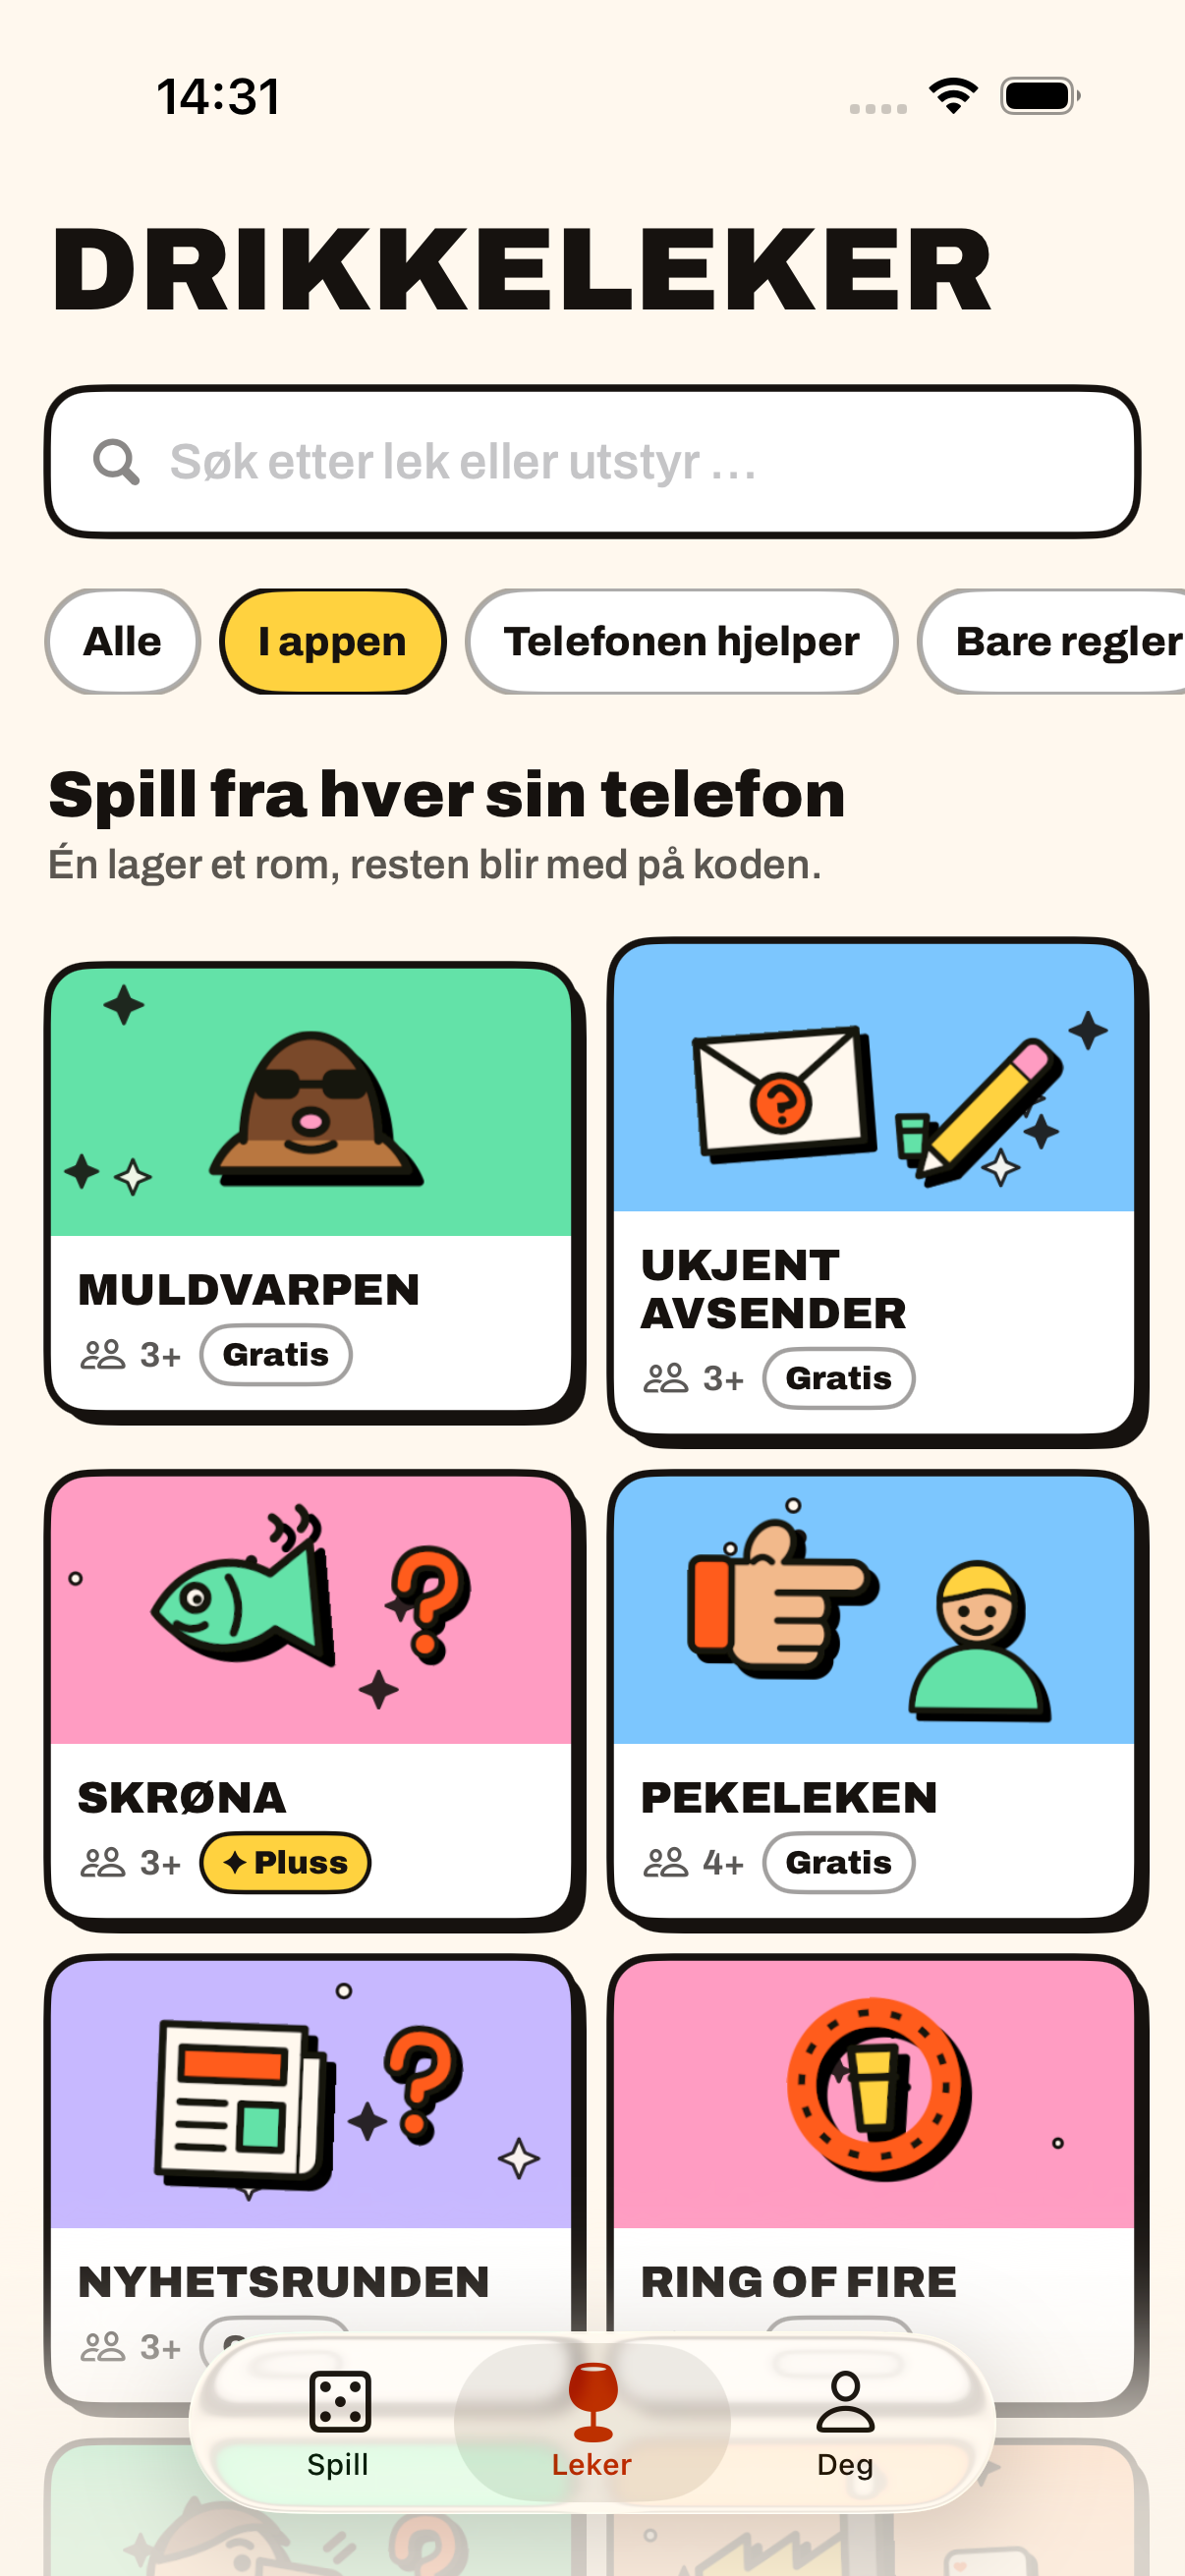 14:31
DRIKKELEKER
Søk etter lek eller utstyr ...
Alle
I appen
Telefonen hjelper
Bare regler
Spill fra hver sin telefon
Én lager et rom, resten blir med på koden.
MULDVARPEN
3+ Gratis
UKJENT
AVSENDER
3+ Gratis
SKRØNA
3+ Pluss
PEKELEKEN
4+ Gratis
NYHETSRUNDEN
3+
RING OF FIRE
Spill
Leker
Deg